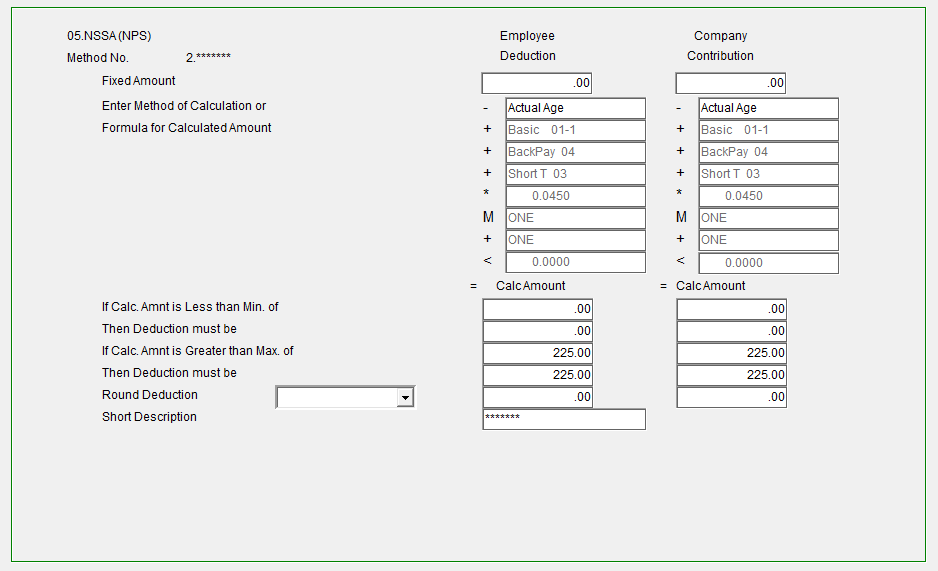 05.NSSA (NPS) Employee Company
Method No. 2.******* Deduction Contribution
Fixed Amount .00 .00
Enter Method of Calculation or - Actual Age - Actual Age
Formula for Calculated Amount + Basic 01-1 + Basic 01-1
+ BackPay 04 + BackPay 04
+ Short T 03 + Short T 03
* 0.0450 * 0.0450
M ONE M ONE
+ ONE + ONE
< 0.0000 < 0.0000
= Calc Amount = Calc Amount
If Calc. Amnt is Less than Min. of .00 .00
Then Deduction must be .00 .00
If Calc. Amnt is Greater than Max. of 225.00 225.00
Then Deduction must be 225.00 225.00
Round Deduction .00 .00
Short Description *******